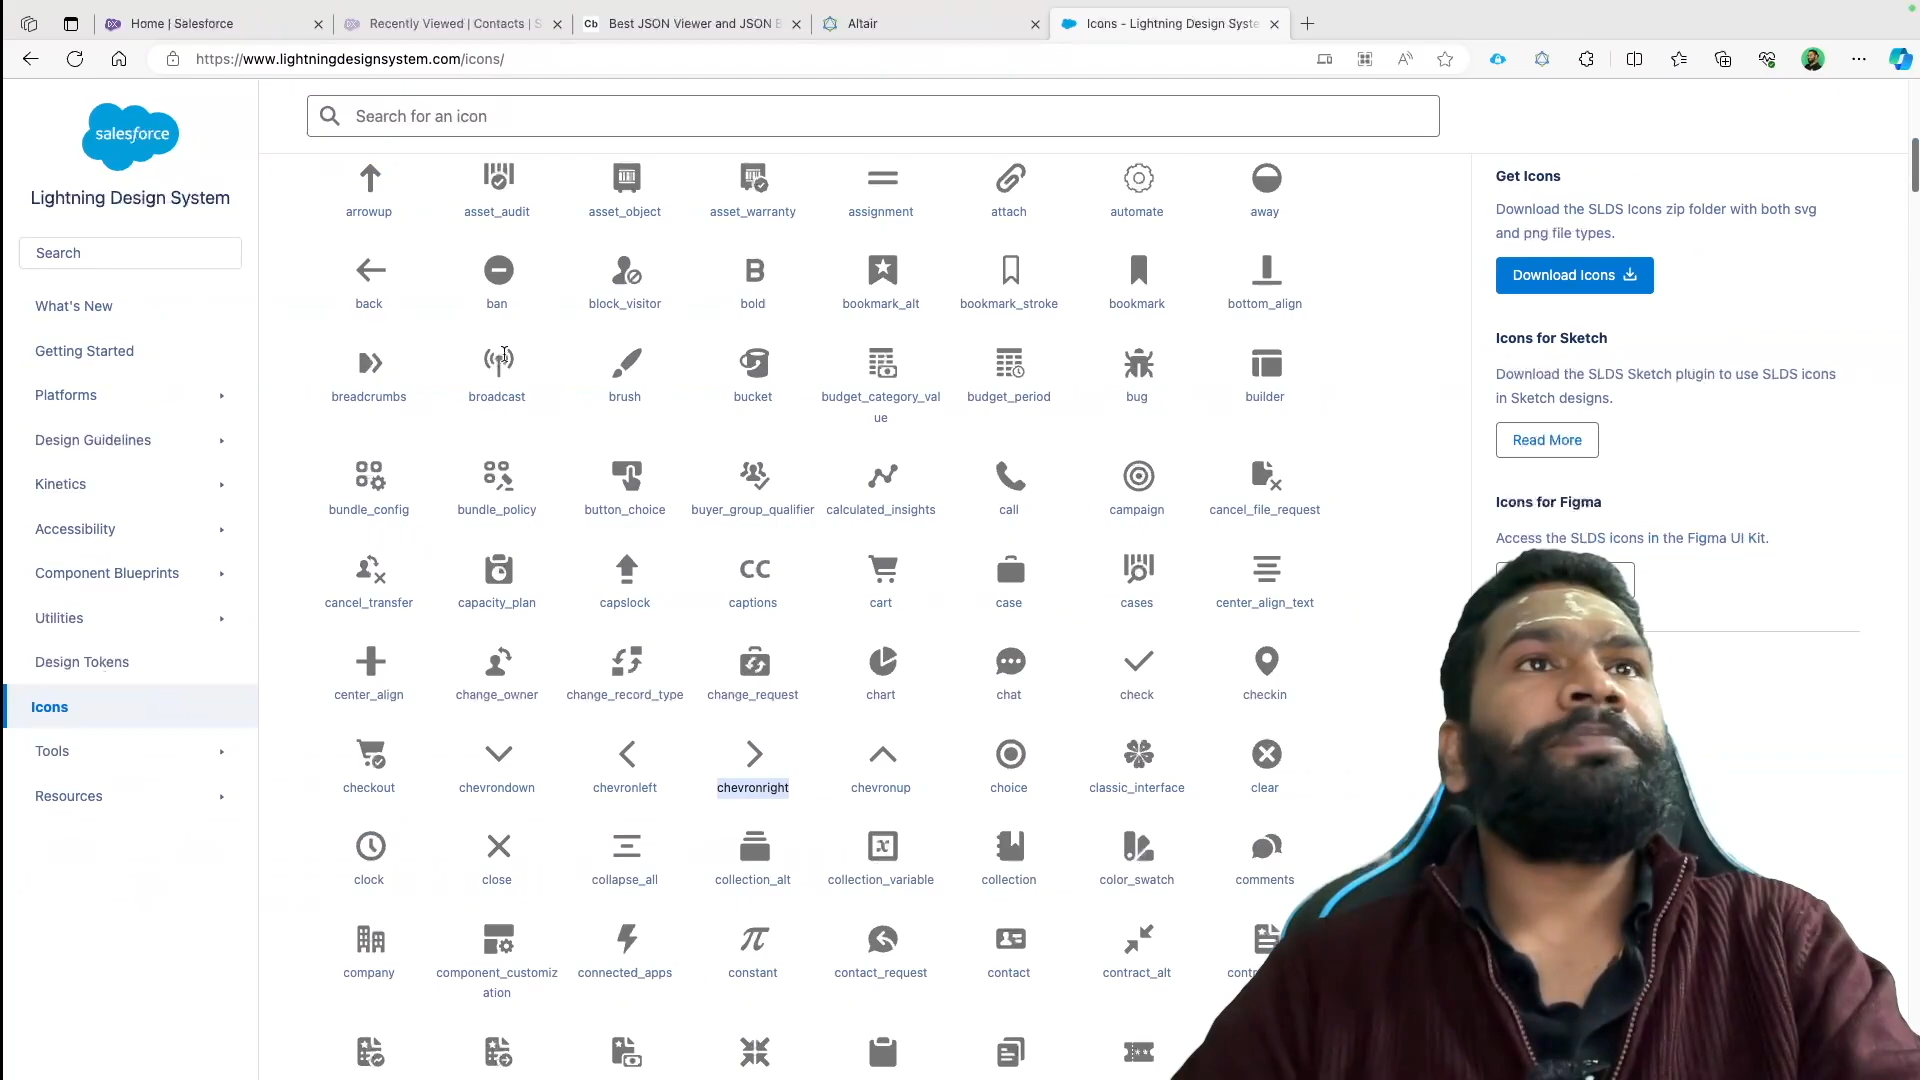 Home | Salesforce
Recently Viewed | Contacts | S
Cb
Best JSON Viewer and JSON B
Altair
Icons - Lightning Design Syste
https://www.lightningdesignsystem.com/icons/
salesforce
Lightning Design System
Search
What's New
Getting Started
Platforms
Design Guidelines
Kinetics
Accessibility
Component Blueprints
Utilities
Design Tokens
Icons
Tools
Resources
Search for an icon
arrowup asset_audit asset_object asset_warranty assignment attach automate away
back ban block_visitor bold bookmark_alt bookmark_stroke bookmark bottom_align
breadcrumbs broadcast brush bucket budget_category_val budget_period bug builder
ue
bundle_config bundle_policy button_choice buyer_group_qualifier calculated_insights call campaign cancel_file_request
cancel_transfer capacity_plan capslock captions cart case cases center_align_text
center_align change_owner change_record_type change_request chart chat check checkin
checkout chevrondown chevronleft chevronright chevronup choice classic_interface clear
clock close collapse_all collection_alt collection_variable collection color_swatch comments
company component_customiz connected_apps constant contact_request contact contract_alt
ation
Get Icons
Download the SLDS Icons zip folder with both svg
and png file types.
Download Icons
Icons for Sketch
Download the SLDS Sketch plugin to use SLDS icons
in Sketch designs.
Read More
Icons for Figma
Access the SLDS icons in the Figma UI Kit.